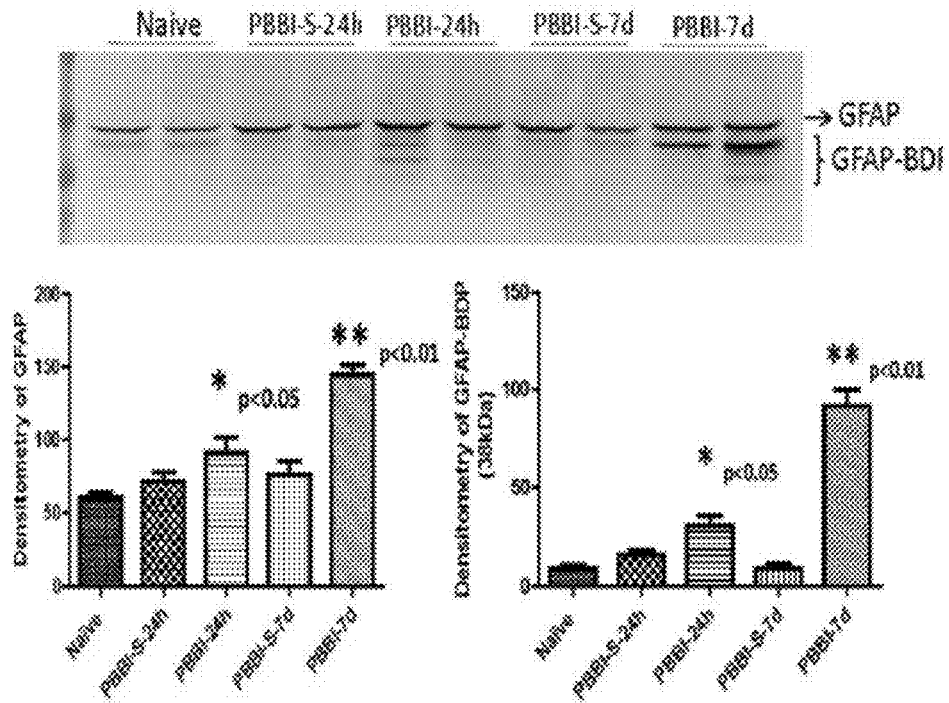 Naive PBBI-S-24h PBBI-24h PBBI-S-7d PBBI-7d
GFAP
GFAP-BDP
Densitometry of GFAP
200
150
100
50
0
*
p<0.05
**
p<0.01
Naive
PBBI-S-24h
PBBI-24h
PBBI-S-7d
PBBI-7d
Densitometry of GFAP-BDP
(38kDa)
150
100
50
0
*
p<0.05
**
p<0.01
Naive
PBBI-S-24h
PBBI-24h
PBBI-S-7d
PBBI-7d